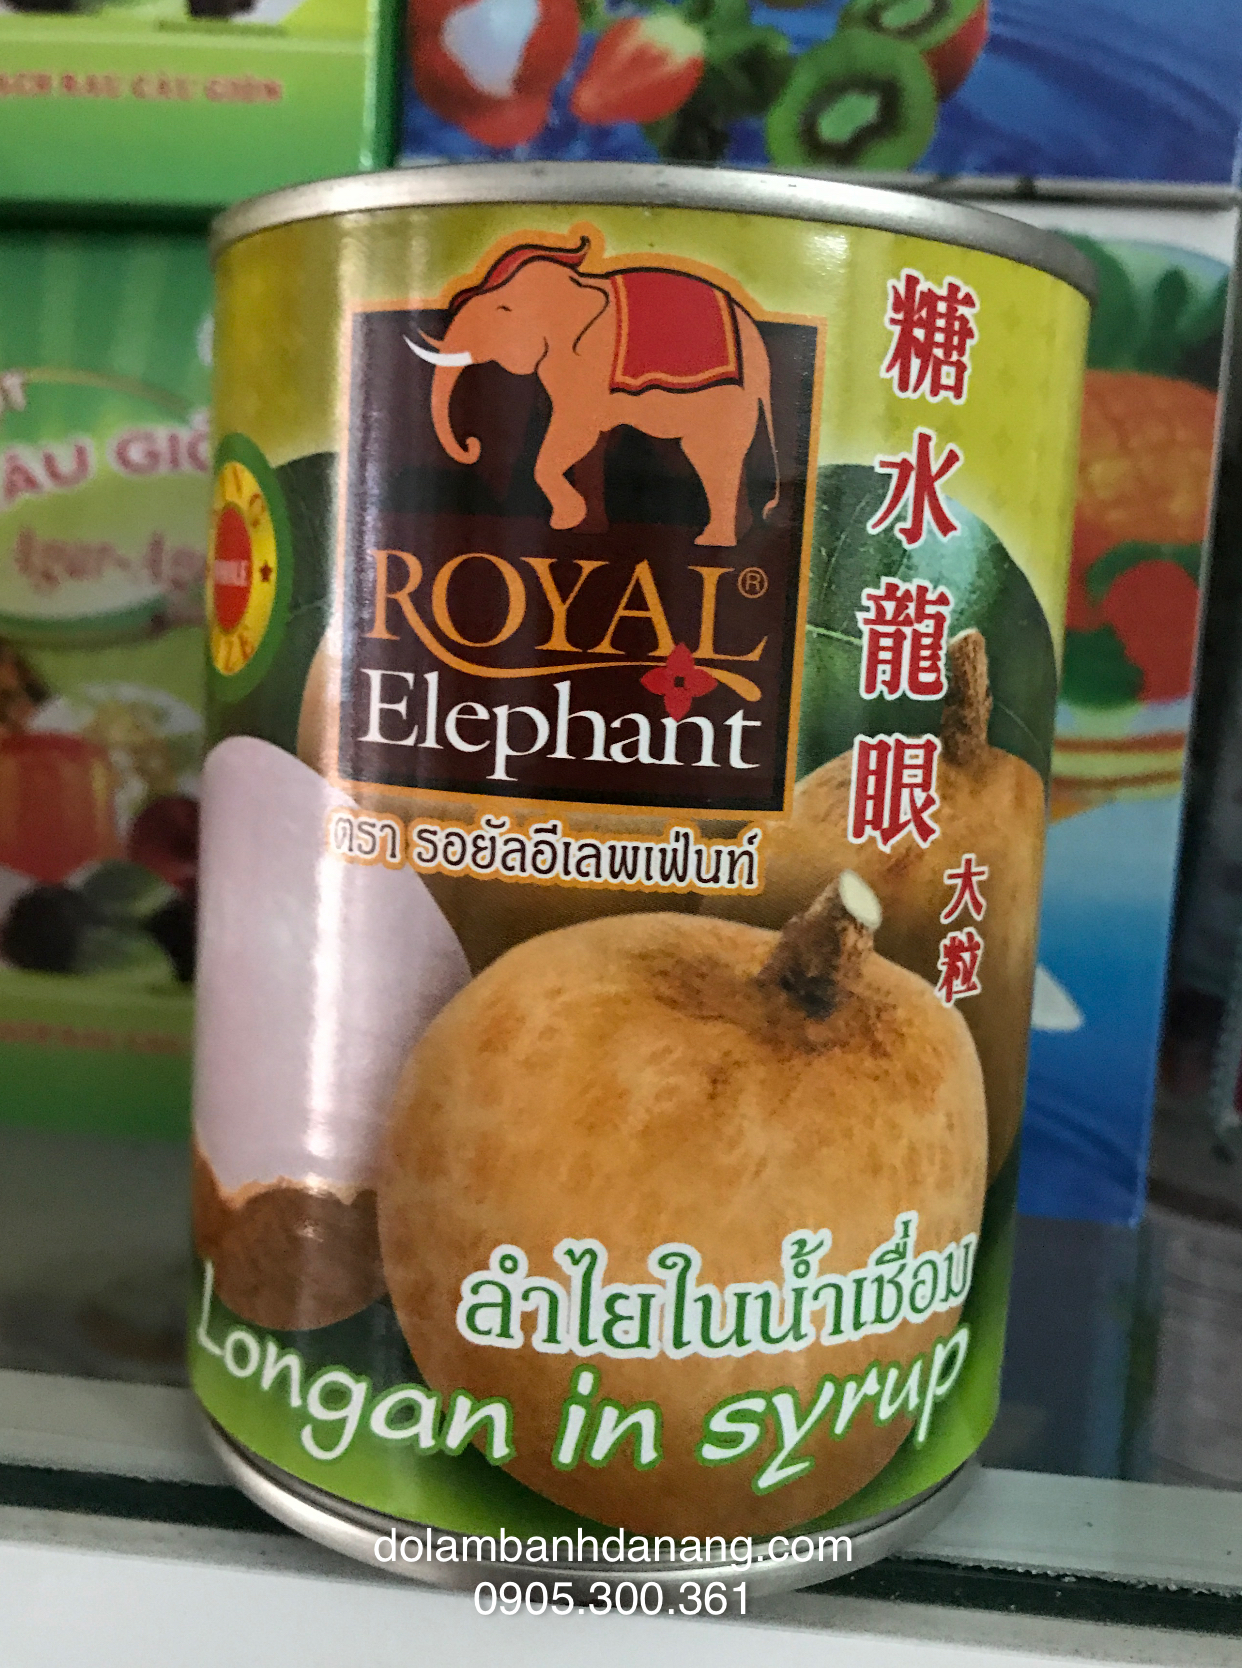 ROYAL®
Elephant
ตรา รอยัลอีเลพเฟ่นท์
糖水龍眼
大粒
ลำไยในน้ำเชื่อม
Longan in syrup
dolambanhdanang.com
0905.300.361